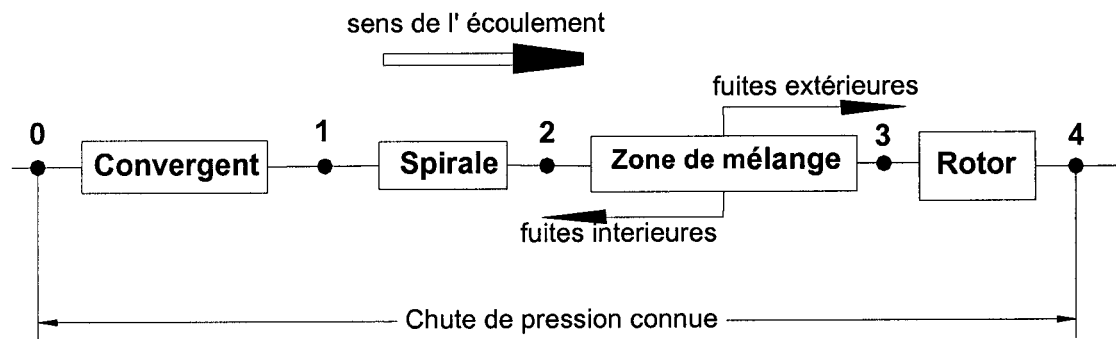 sens de l' écoulement
fuites extérieures
0
1
2
3
4
Convergent
Spirale
Zone de mélange
Rotor
fuites interieures
Chute de pression connue